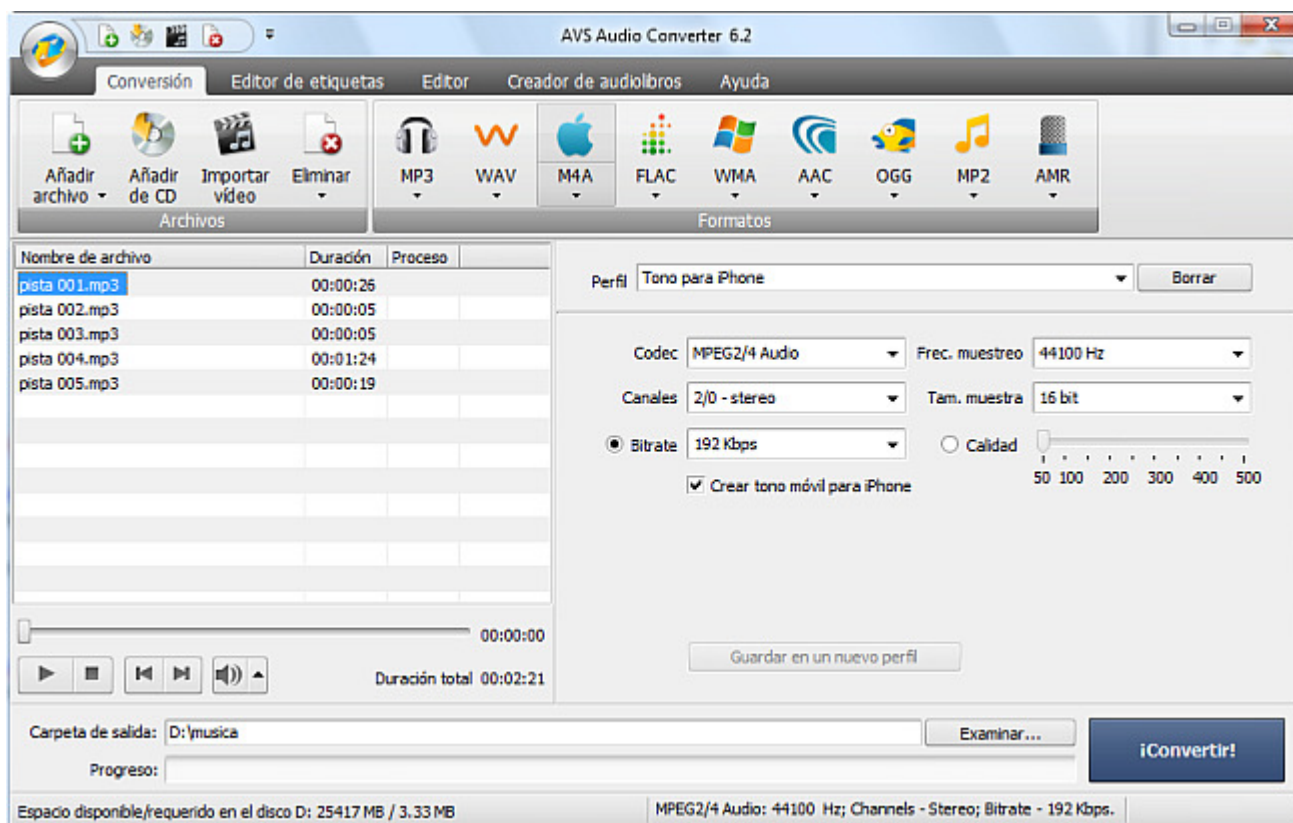 AVS Audio Converter 6.2
Conversión Editor de etiquetas Editor Creador de audiolibros Ayuda
Añadir archivo Añadir de CD Importar vídeo Eliminar MP3 WAV M4A FLAC WMA AAC OGG MP2 AMR
Archivos Formatos
Nombre de archivo Duración Proceso
pista 001.mp3 00:00:26
pista 002.mp3 00:00:05
pista 003.mp3 00:00:05
pista 004.mp3 00:01:24
pista 005.mp3 00:00:19
00:00:00
Duración total 00:02:21
Perfil Tono para iPhone Borrar
Codec MPEG2/4 Audio Frec. muestreo 44100 Hz
Canales 2/0 - stereo Tam. muestra 16 bit
Bitrate 192 Kbps Calidad
50 100 200 300 400 500
Crear tono móvil para iPhone
Guardar en un nuevo perfil
Carpeta de salida: D:\musica Examinar...
Progreso:
¡Convertir!
Espacio disponible/requerido en el disco D: 25417 MB / 3.33 MB
MPEG2/4 Audio: 44100 Hz; Channels - Stereo; Bitrate - 192 Kbps.